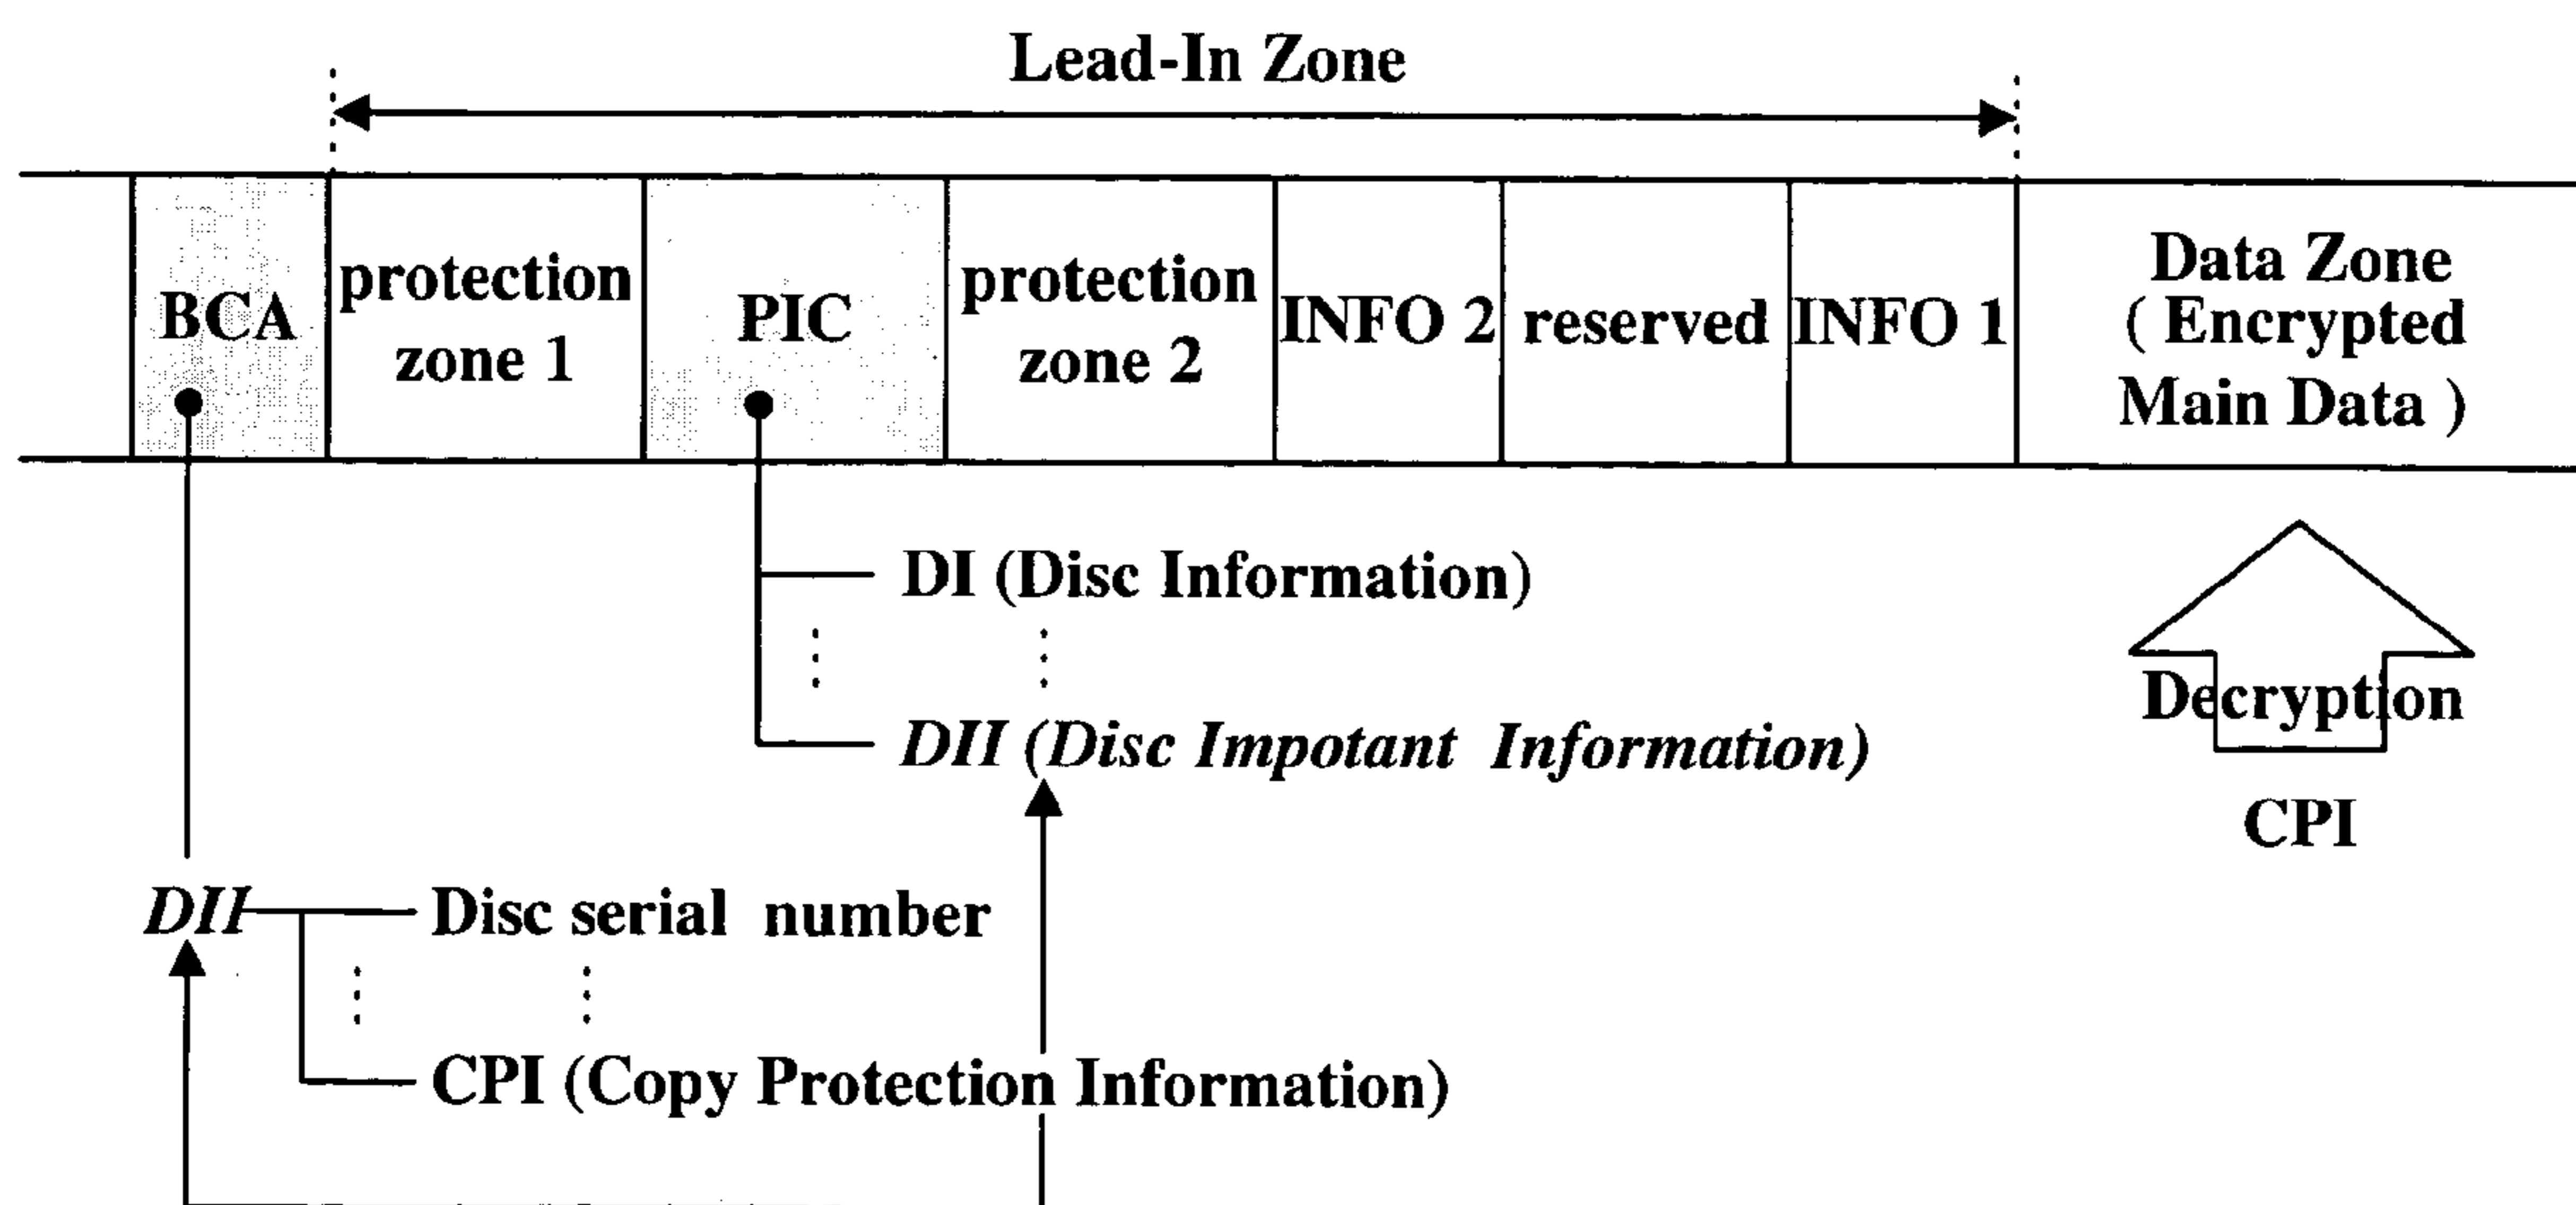 Lead-In Zone
BCA
protection
zone 1
PIC
protection
zone 2
INFO 2
reserved
INFO 1
Data Zone
( Encrypted
Main Data )
DI (Disc Information)
DII (Disc Impotant Information)
Decryption
CPI
DII
Disc serial number
CPI (Copy Protection Information)